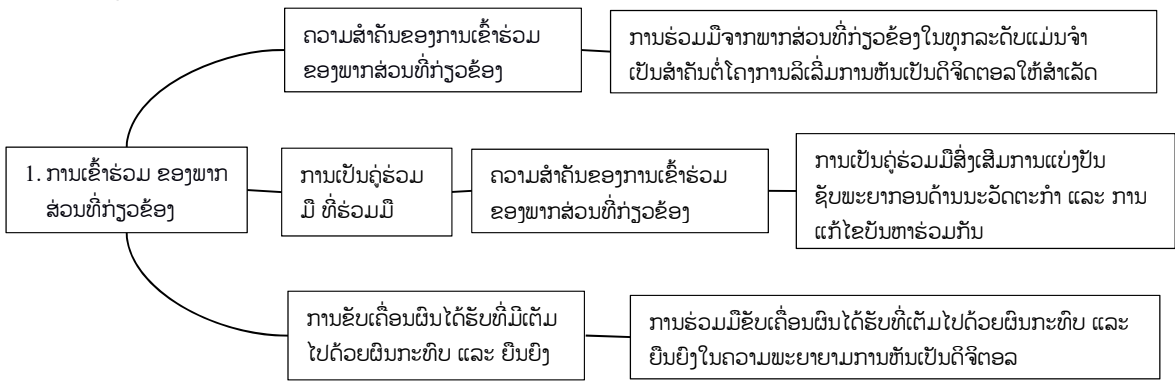 ຄວາມສຳຄັນຂອງການເຂົ້າຮ່ວມ
ຂອງພາກສ່ວນທີ່ກ່ຽວຂ້ອງ
ການຮ່ວມມືຈາກພາກສ່ວນທີ່ກ່ຽວຂ້ອງໃນທຸກລະດັບແມ່ນຈຳ
ເປັນສຳຄັນຕໍ່ໂຄງການລິເລີ່ມການຫັນເປັນດິຈິດຕອລໃຫ້ສຳເລັດ
1. ການເຂົ້າຮ່ວມ ຂອງພາກ
ສ່ວນທີ່ກ່ຽວຂ້ອງ
ການເປັນຄູ່ຮ່ວມ
ມື ທີ່ຮ່ວມມື
ຄວາມສຳຄັນຂອງການເຂົ້າຮ່ວມ
ຂອງພາກສ່ວນທີ່ກ່ຽວຂ້ອງ
ການເປັນຄູ່ຮ່ວມມືສົ່ງເສີມການແບ່ງປັນ
ຊັບພະຍາກອນດ້ານນະວັດຕະກຳ ແລະ ການ
ແກ້ໄຂບັນຫາຮ່ວມກັນ
ການຂັບເຄື່ອນຜົນໄດ້ຮັບທີ່ມີເຕັມ
ໄປດ້ວຍຜົນກະທົບ ແລະ ຍືນຍົງ
ການຮ່ວມມືຂັບເຄື່ອນຜົນໄດ້ຮັບທີ່ເຕັມໄປດ້ວຍຜົນກະທົບ ແລະ
ຍືນຍົງໃນຄວາມພະຍາຍາມການຫັນເປັນດິຈິຕອລ